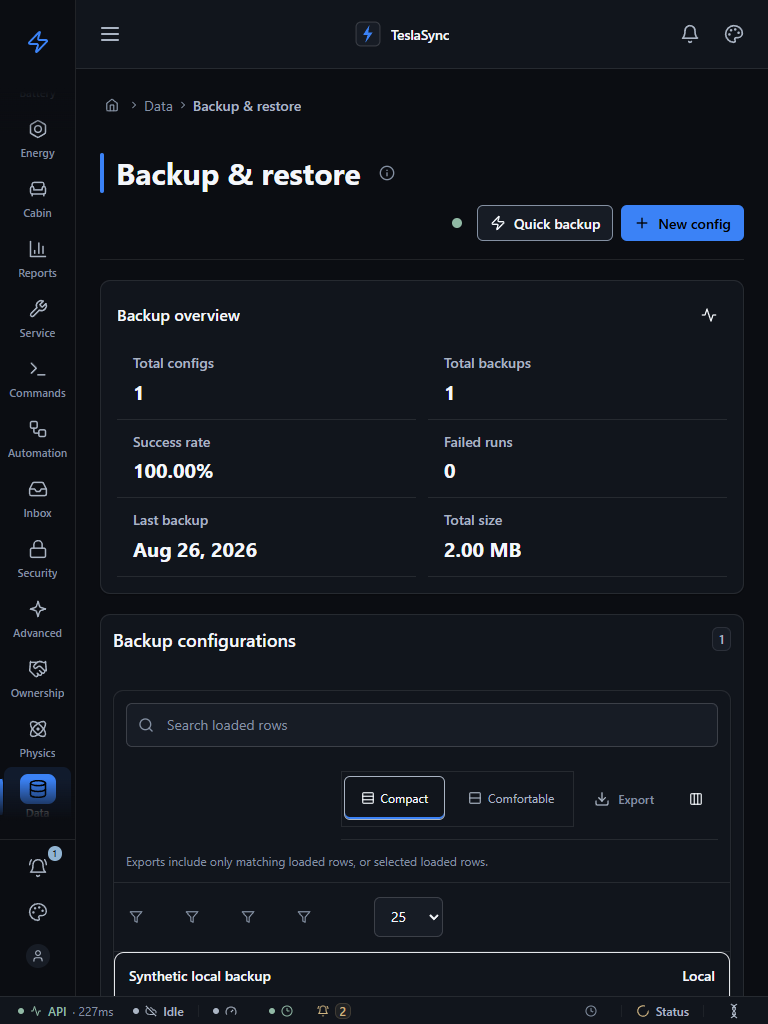 TeslaSync
Data
Backup & restore
Battery
Energy
Cabin
Reports
Service
Commands
Automation
Inbox
Security
Advanced
Ownership
Physics
Data
1
Backup & restore
Quick backup
New config
Backup overview
Total configs
1
Total backups
1
Success rate
100.00%
Failed runs
0
Last backup
Aug 26, 2026
Total size
2.00 MB
Backup configurations
1
Search loaded rows
Compact
Comfortable
Export
Exports include only matching loaded rows, or selected loaded rows.
25
Synthetic local backup
Local
API · 227ms
Idle
2
Status